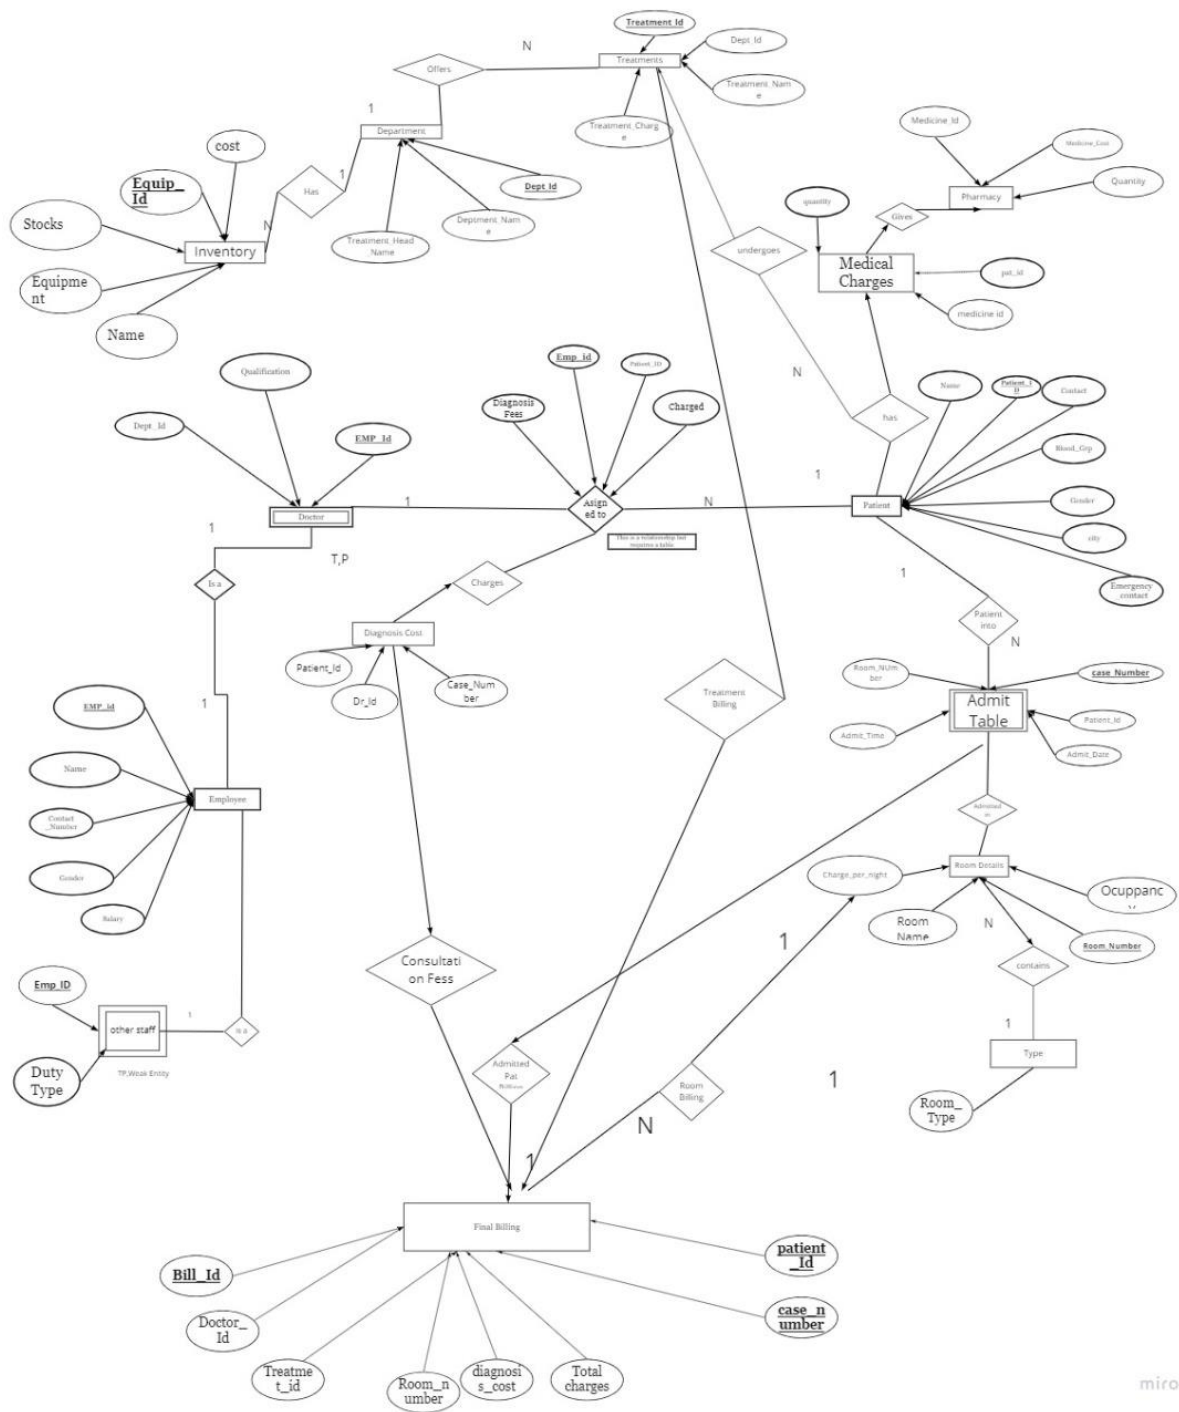 Treatment_Id
Dept_Id
Treatments
Treatment_Nam
e
Treatment_Charg
e
N
Offers
1
Department
Dept_Id
Deptment_Nam
e
Treatment_Head
Name
Medicine_Id
Medicine_Cost
Quantity
Pharmacy
Gives
quantity
Medical
Charges
pat_id
medicine id
cost
Equip_
Id
Stocks
Inventory
Equipme
nt
Name
Has
1
N
undergoes
N
Qualification
Dept_ Id
EMP_Id
Doctor
1
T,P
1
Is a
1
Emp_id
Patient_ID
Diagnosis
Fees
Charged
Asign
ed to
This is a relationship but
requires a table
N
has
1
Name
Patient_I
D
Contact
Blood_Grp
Gender
city
Emergency
_contact
Patient
1
Patient
into
N
Charges
Diagnosis Cost
Patient_Id
Dr_Id
Case_Num
ber
Treatment
Billing
Room_NUm
ber
case_Number
Admit
Table
Admit_Time
Patient_Id
Admit_Date
Admitted
in
EMP_id
Name
Contact
_Number
Gender
Salary
Employee
Charge_per_night
Room Details
Ocuppanc
y
Room
Name
Room_Number
N
contains
1
Type
Room_
Type
1
Consultati
on Fess
Emp_ID
other staff
1
Is a
TP,Weak Entity
Duty
Type
Admitted
Pat
Billing
Room
Billing
1
N
1
Final Billing
Bill_Id
Doctor_
Id
Treatme
t_id
Room_n
umber
diagnosi
s_cost
Total
charges
patient
_Id
case_n
umber
miro